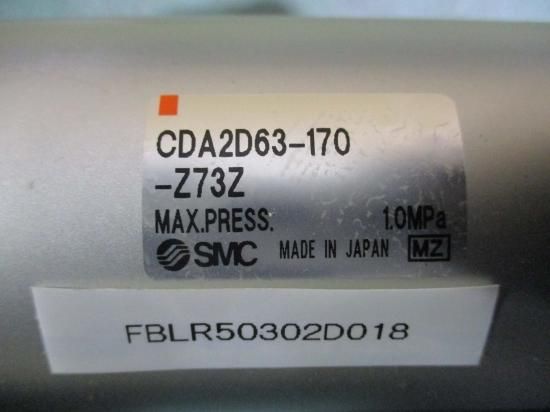 CDA2D63-170
-Z73Z
MAX.PRESS. 1.0MPa
SMC MADE IN JAPAN MZ
FBLR50302D018